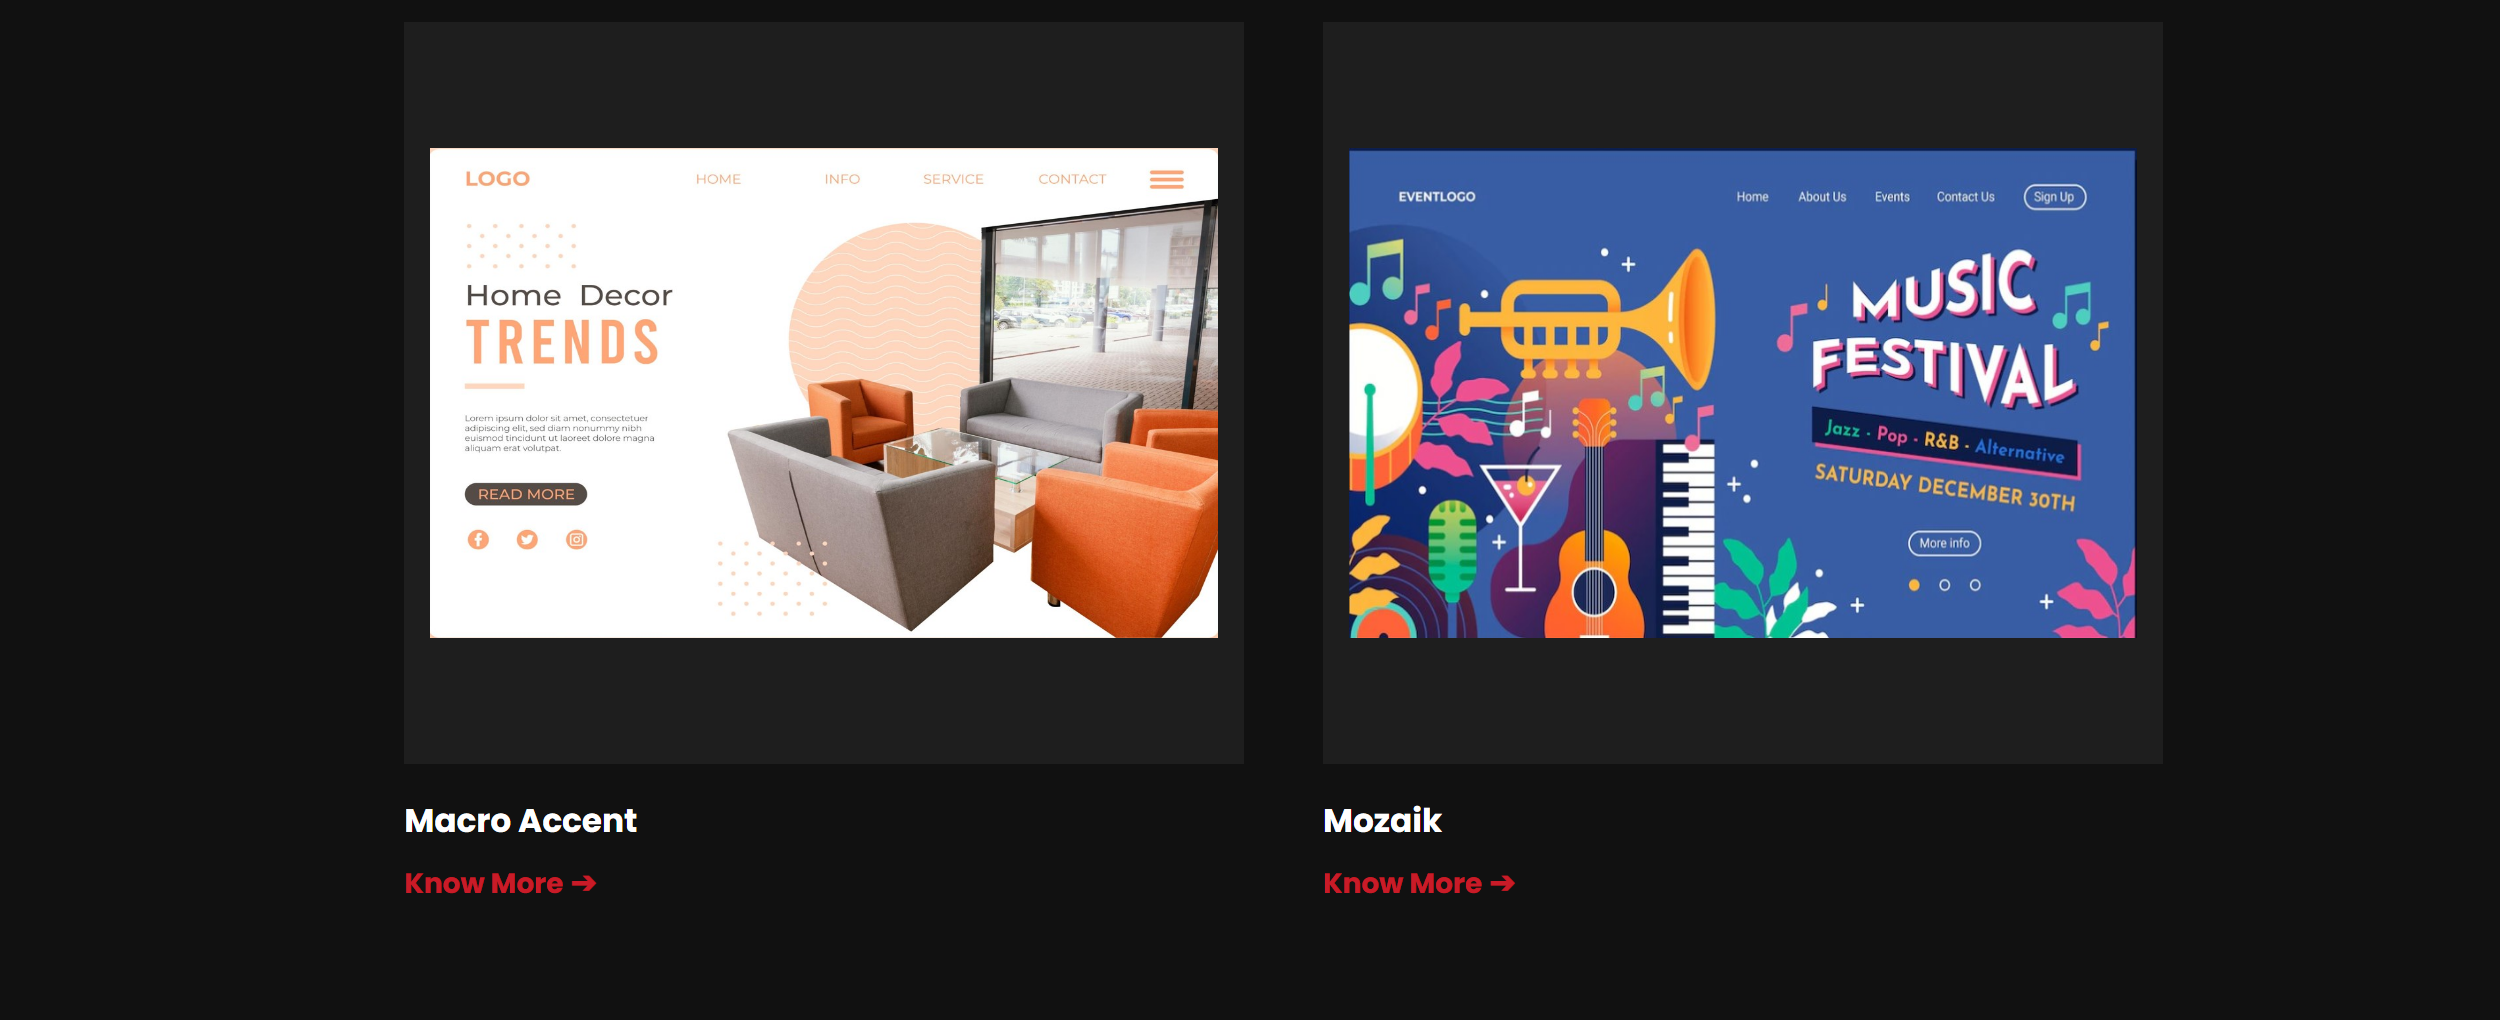 LOGO
HOME INFO SERVICE CONTACT
Home Decor
TRENDS
Lorem ipsum dolor sit amet, consectetuer
adipiscing elit, sed diam nonummy nibh
euismod tincidunt ut laoreet dolore magna
aliquam erat volutpat.
READ MORE
EVENTLOGO
Home About Us Events Contact Us Sign Up
MUSIC
FESTIVAL
Jazz - Pop - R&B - Alternative
SATURDAY DECEMBER 30TH
More info
Macro Accent
Know More ➔
Mozaik
Know More ➔